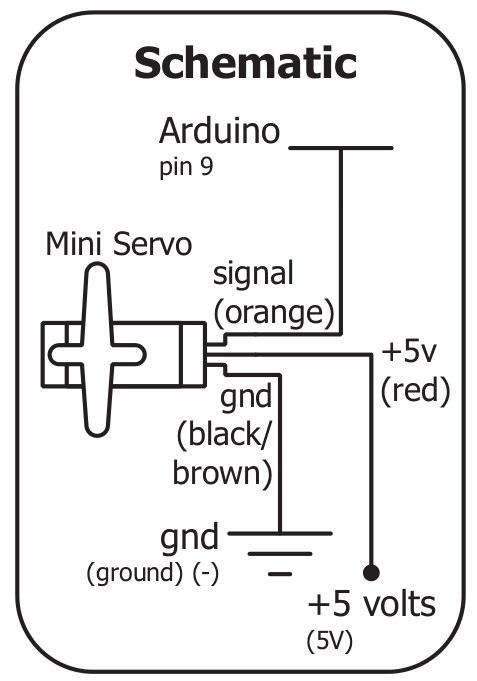 Schematic
Arduino
pin 9
Mini Servo
signal
(orange)
+5v
(red)
gnd
(black/
brown)
gnd
(ground) (-)
+5 volts
(5V)